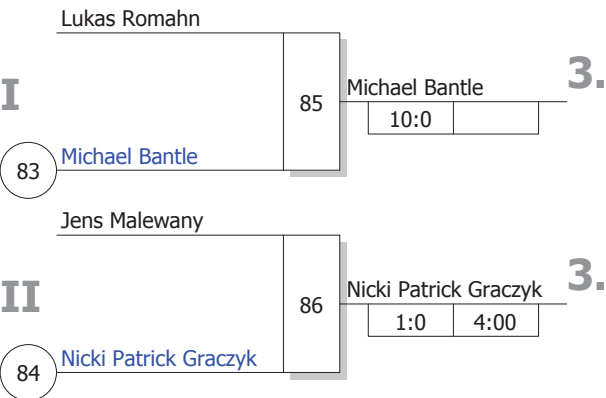 Lukas Romahn
I
85
Michael Bantle
3.
10:0
83
Michael Bantle
Jens Malewany
II
86
Nicki Patrick Graczyk
3.
1:0 4:00
84
Nicki Patrick Graczyk